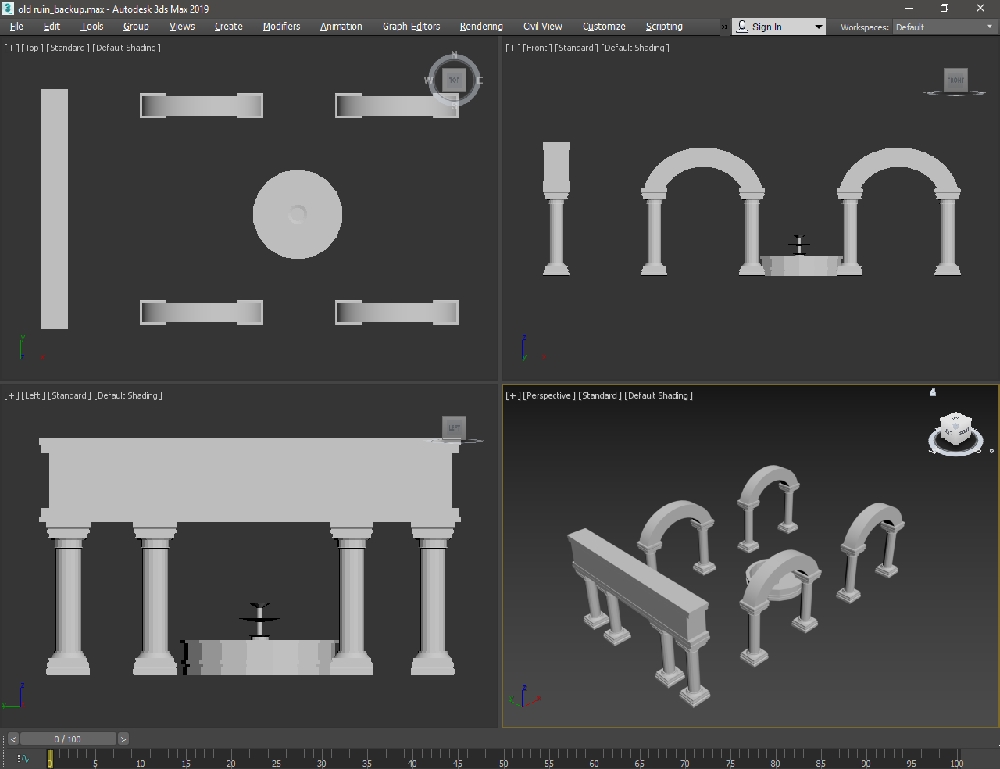 old ruin_backup.max - Autodesk 3ds Max 2019
File Edit Tools Group Views Create Modifiers Animation Graph Editors Rendering Civil View Customize Scripting » Sign In Workspaces: Default
[+] [Top] [Standard] [Default Shading]
[+] [Front] [Standard] [Default Shading]
N
W TOP E
FRONT
[+] [Left] [Standard] [Default Shading]
[+] [Perspective] [Standard] [Default Shading]
LEFT
< 0 / 100 >
0 5 10 15 20 25 30 35 40 45 50 55 60 65 70 75 80 85 90 95 100